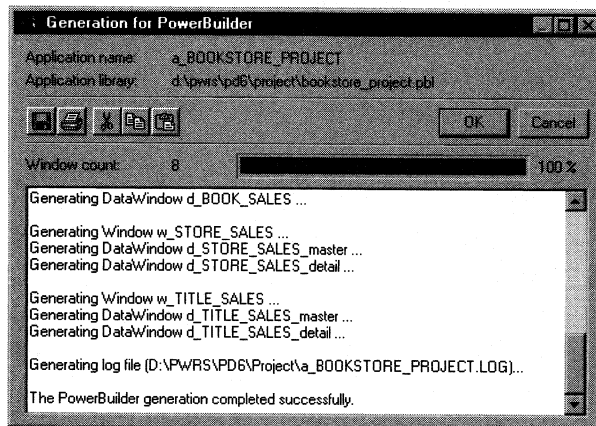 Generation for PowerBuilder
Application name: a_BOOKSTORE_PROJECT
Application library: d:\pwrs\pd6\project\bookstore_project.pbl
OK Cancel
Window count: 8 100 %
Generating DataWindow d_BOOK_SALES ...
Generating Window w_STORE_SALES ...
Generating DataWindow d_STORE_SALES_master ...
Generating DataWindow d_STORE_SALES_detail ...
Generating Window w_TITLE_SALES ...
Generating DataWindow d_TITLE_SALES_master ...
Generating DataWindow d_TITLE_SALES_detail ...
Generating log file (D:\PWRS\PD6\Project\a_BOOKSTORE_PROJECT.LOG)...
The PowerBuilder generation completed successfully.